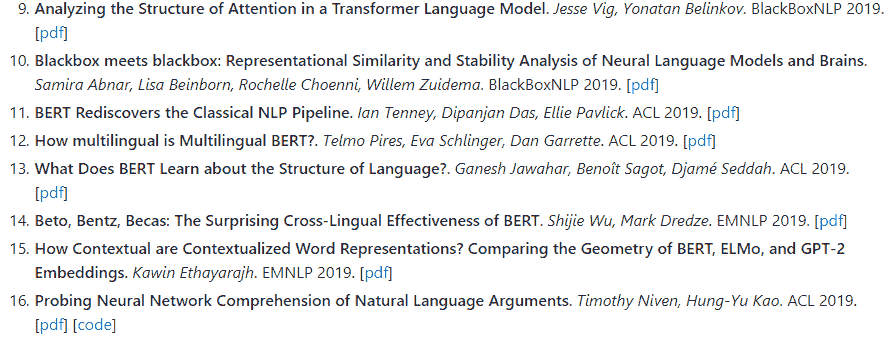 9. Analyzing the Structure of Attention in a Transformer Language Model. Jesse Vig, Yonatan Belinkov. BlackBoxNLP 2019.
[pdf]
10. Blackbox meets blackbox: Representational Similarity and Stability Analysis of Neural Language Models and Brains.
Samira Abnar, Lisa Beinborn, Rochelle Choenni, Willem Zuidema. BlackBoxNLP 2019. [pdf]
11. BERT Rediscovers the Classical NLP Pipeline. Ian Tenney, Dipanjan Das, Ellie Pavlick. ACL 2019. [pdf]
12. How multilingual is Multilingual BERT?. Telmo Pires, Eva Schlinger, Dan Garrette. ACL 2019. [pdf]
13. What Does BERT Learn about the Structure of Language?. Ganesh Jawahar, Benoît Sagot, Djamé Seddah. ACL 2019.
[pdf]
14. Beto, Bentz, Becas: The Surprising Cross-Lingual Effectiveness of BERT. Shijie Wu, Mark Dredze. EMNLP 2019. [pdf]
15. How Contextual are Contextualized Word Representations? Comparing the Geometry of BERT, ELMo, and GPT-2
Embeddings. Kawin Ethayarajh. EMNLP 2019. [pdf]
16. Probing Neural Network Comprehension of Natural Language Arguments. Timothy Niven, Hung-Yu Kao. ACL 2019.
[pdf] [code]